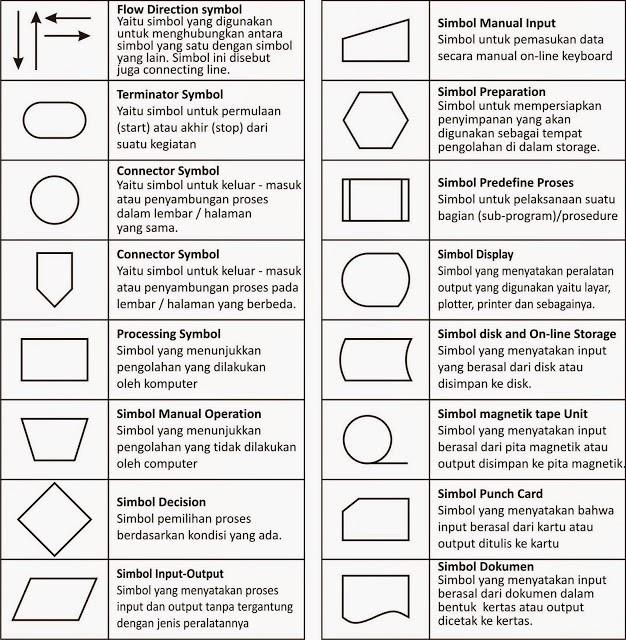 Flow Direction symbol
Yaitu simbol yang digunakan
untuk menghubungkan antara
simbol yang satu dengan simbol
yang lain. Simbol ini disebut
juga connecting line.
Terminator Symbol
Yaitu simbol untuk permulaan
(start) atau akhir (stop) dari
suatu kegiatan
Connector Symbol
Yaitu simbol untuk keluar - masuk
atau penyambungan proses
dalam lembar / halaman
yang sama.
Connector Symbol
Yaitu simbol untuk keluar - masuk
atau penyambungan proses pada
lembar / halaman yang berbeda.
Processing Symbol
Simbol yang menunjukkan
pengolahan yang dilakukan
oleh komputer
Simbol Manual Operation
Simbol yang menunjukkan
pengolahan yang tidak dilakukan
oleh computer
Simbol Decision
Simbol pemilihan proses
berdasarkan kondisi yang ada.
Simbol Input-Output
Simbol yang menyatakan proses
input dan output tanpa tergantung
dengan jenis peralatannya
Simbol Manual Input
Simbol untuk pemasukan data
secara manual on-line keyboard
Simbol Preparation
Simbol untuk mempersiapkan
penyimpanan yang akan
digunakan sebagai tempat
pengolahan di dalam storage.
Simbol Predefine Proses
Simbol untuk pelaksanaan suatu
bagian (sub-program)/prosedure
Simbol Display
Simbol yang menyatakan peralatan
output yang digunakan yaitu layar,
plotter, printer dan sebagainya.
Simbol disk and On-line Storage
Simbol yang menyatakan input
yang berasal dari disk atau
disimpan ke disk.
Simbol magnetik tape Unit
Simbol yang menyatakan input
berasal dari pita magnetik atau
output disimpan ke pita magnetik.
Simbol Punch Card
Simbol yang menyatakan bahwa
input berasal dari kartu atau
output ditulis ke kartu
Simbol Dokumen
Simbol yang menyatakan input
berasal dari dokumen dalam
bentuk kertas atau output
dicetak ke kertas.